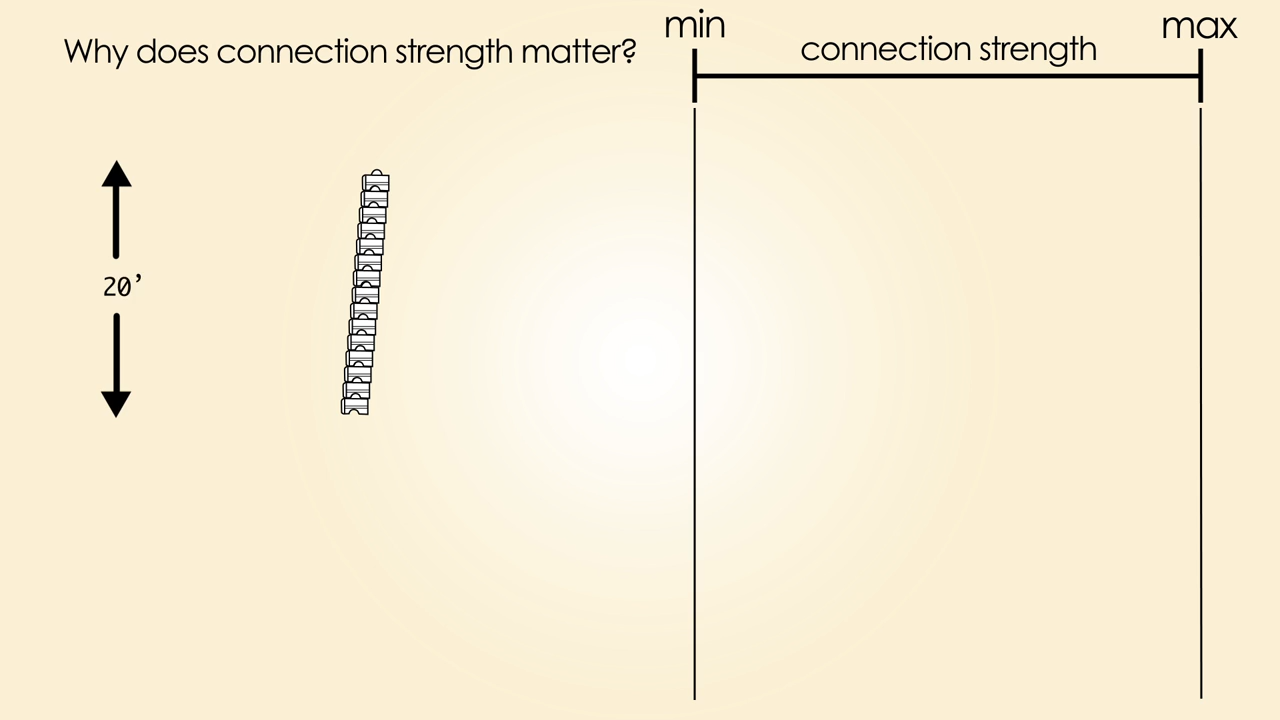 Why does connection strength matter?
min
connection strength
max
20’